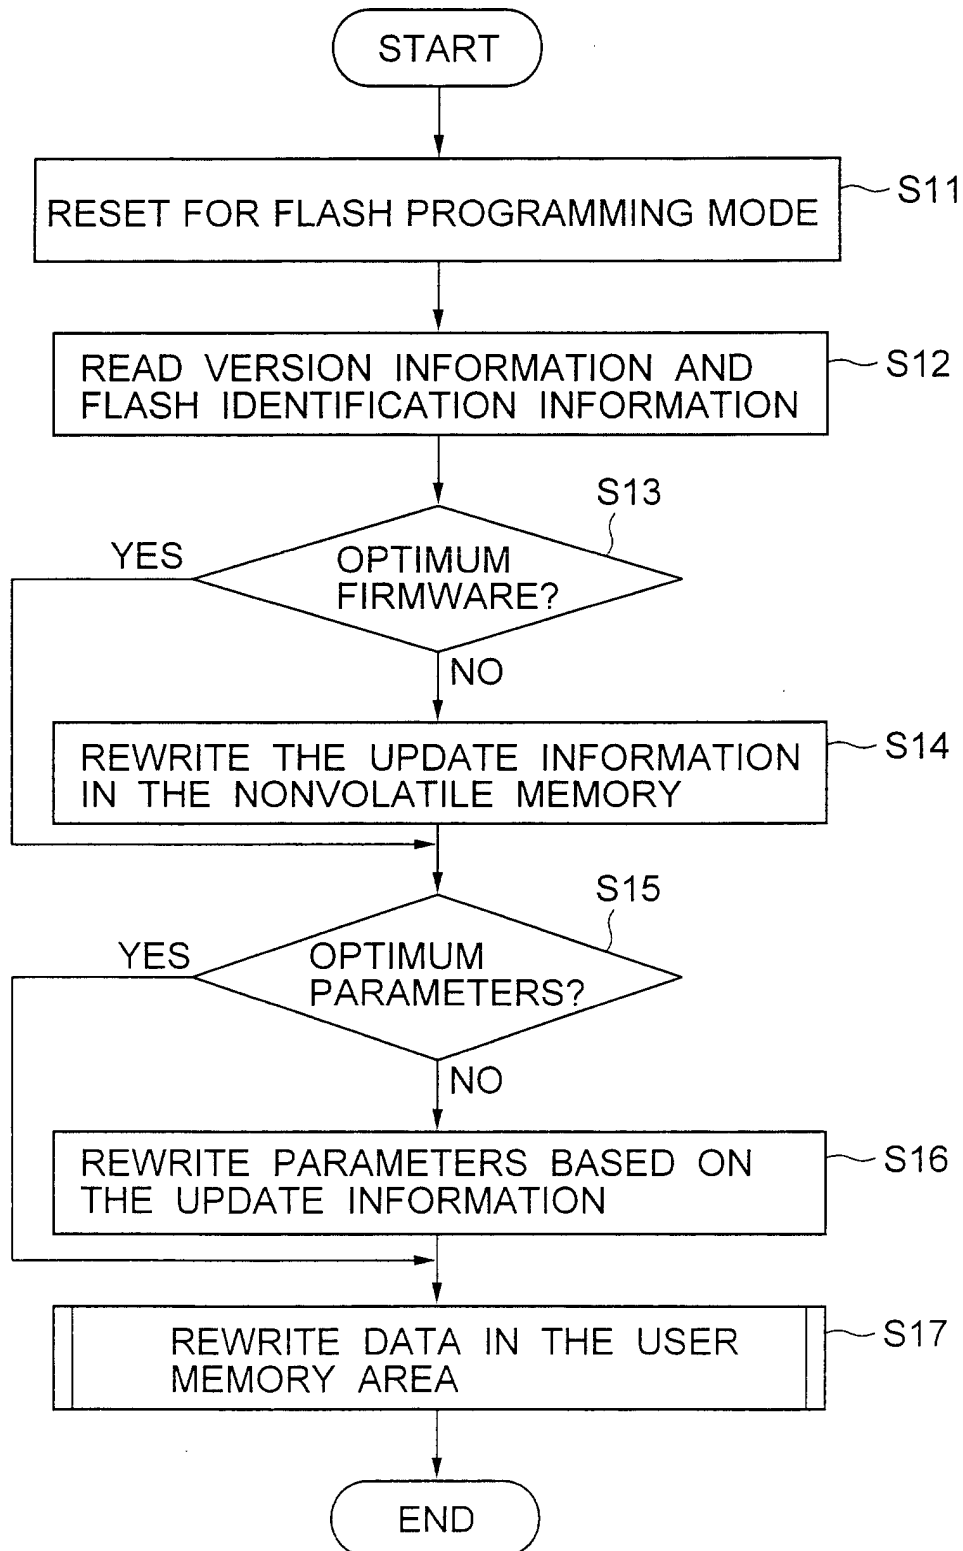 START
RESET FOR FLASH PROGRAMMING MODE
S11
READ VERSION INFORMATION AND
FLASH IDENTIFICATION INFORMATION
S12
S13
YES
OPTIMUM
FIRMWARE?
NO
REWRITE THE UPDATE INFORMATION
IN THE NONVOLATILE MEMORY
S14
S15
YES
OPTIMUM
PARAMETERS?
NO
REWRITE PARAMETERS BASED ON
THE UPDATE INFORMATION
S16
REWRITE DATA IN THE USER
MEMORY AREA
S17
END